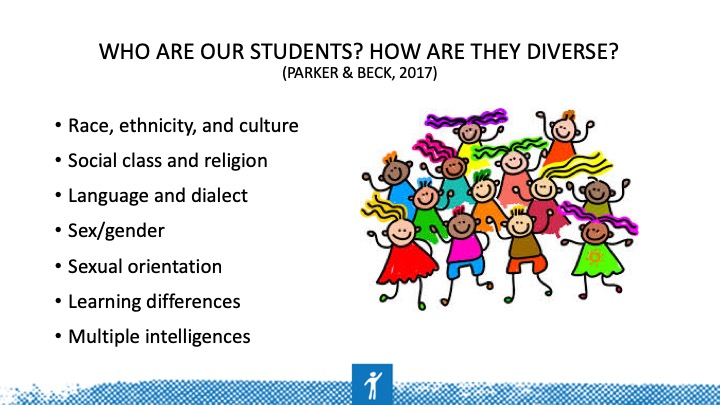 WHO ARE OUR STUDENTS? HOW ARE THEY DIVERSE?
(PARKER & BECK, 2017)
• Race, ethnicity, and culture
• Social class and religion
• Language and dialect
• Sex/gender
• Sexual orientation
• Learning differences
• Multiple intelligences